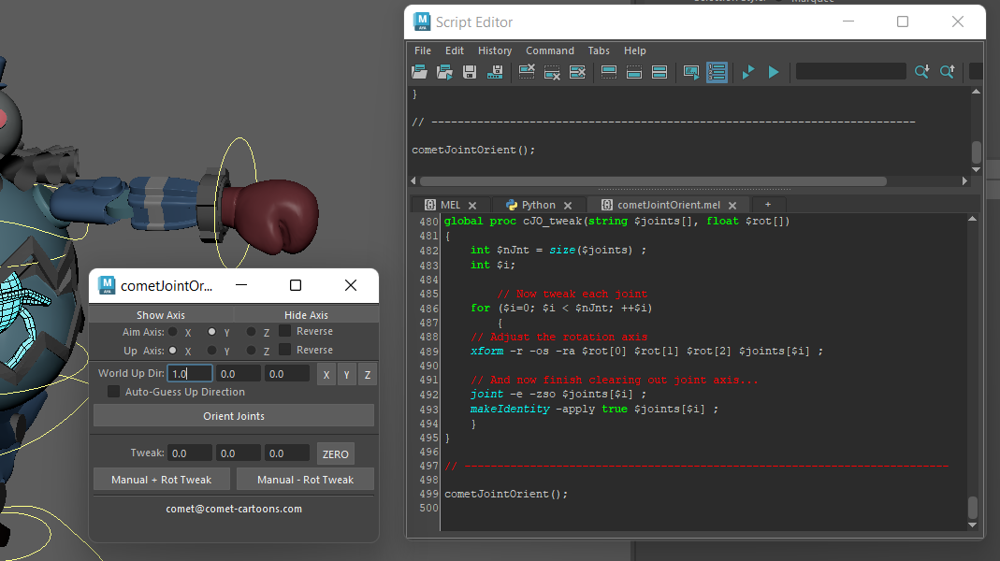 Script Editor
File Edit History Command Tabs Help
}
// --------------------------------------------------------------------------
cometJointOrient();
MEL Python cometJointOrient.mel +
480 global proc cJO_tweak(string $joints[], float $rot[])
481 {
482 int $nJnt = size($joints) ;
483 int $i;
484
485 // Now tweak each joint
486 for ($i=0; $i < $nJnt; ++$i)
487 {
488 // Adjust the rotation axis
489 xform -r -os -ra $rot[0] $rot[1] $rot[2] $joints[$i] ;
490
491 // And now finish clearing out joint axis...
492 joint -e -zso $joints[$i] ;
493 makeIdentity -apply true $joints[$i] ;
494 }
495 }
496
497 // --------------------------------------------------------------------------
498
499 cometJointOrient();
500
cometJointOr...
Show Axis Hide Axis
Aim Axis: X Y Z Reverse
Up Axis: X Y Z Reverse
World Up Dir: 1.0 0.0 0.0 X Y Z
Auto-Guess Up Direction
Orient Joints
Tweak: 0.0 0.0 0.0 ZERO
Manual + Rot Tweak Manual - Rot Tweak
comet@comet-cartoons.com